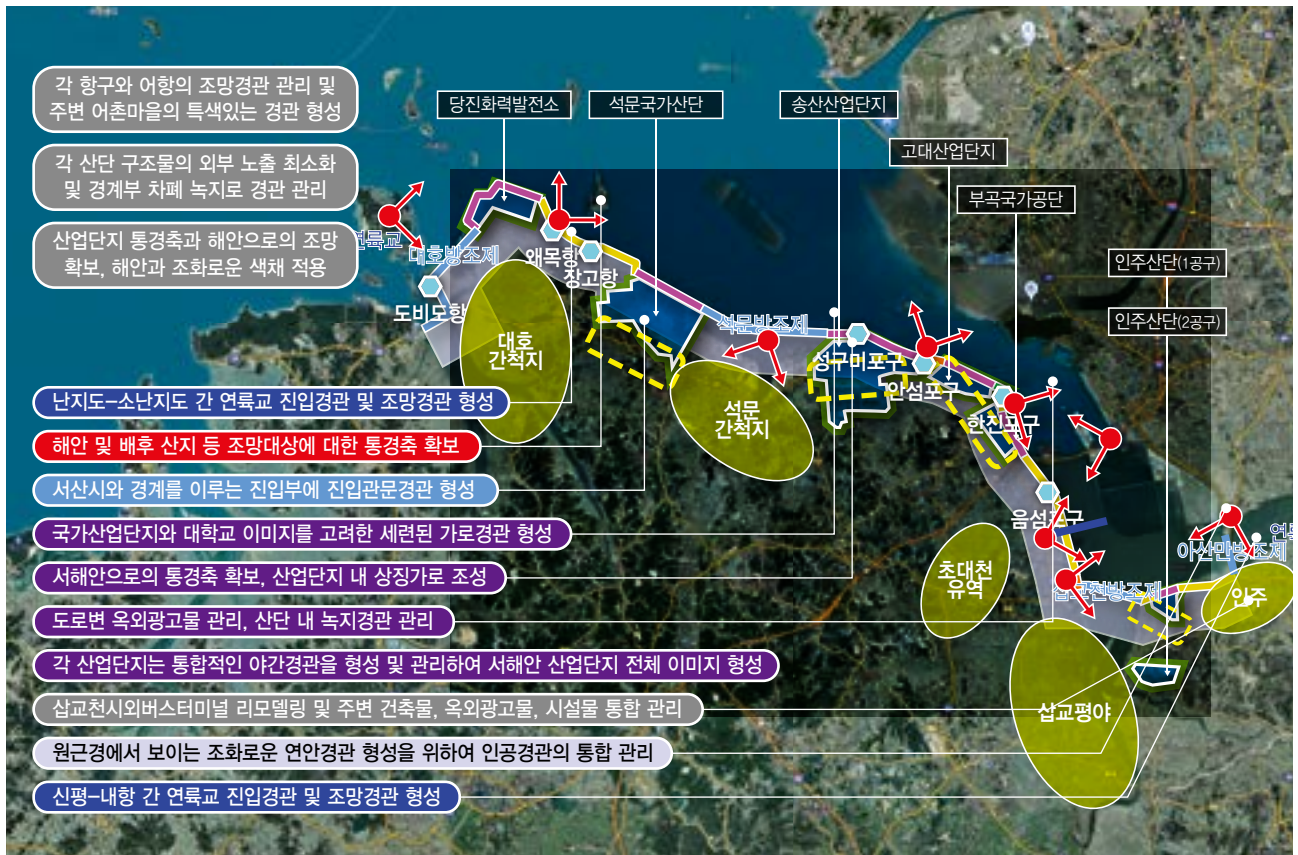 각 항구와 어항의 조망경관 관리 및
주변 어촌마을의 특색있는 경관 형성
각 산단 구조물의 외부 노출 최소화
및 경계부 차폐 녹지로 경관 관리
산업단지 통경축과 해안으로의 조망
확보, 해안과 조화로운 색채 적용
당진화력발전소
석문국가산단
송산산업단지
고대산업단지
부곡국가공단
인주산단(1공구)
인주산단(2공구)
연륙교
대호방조제
왜목항
장고항
도비도항
대호
간척지
석문방조제
석문
간척지
성구미포구
안섬포구
한진포구
음섬포구
아산만방조제
삽교천방조제
초대천
유역
인주
삽교평야
난지도-소난지도 간 연륙교 진입경관 및 조망경관 형성
해안 및 배후 산지 등 조망대상에 대한 통경축 확보
서산시와 경계를 이루는 진입부에 진입관문경관 형성
국가산업단지와 대학교 이미지를 고려한 세련된 가로경관 형성
서해안으로의 통경축 확보, 산업단지 내 상징가로 조성
도로변 옥외광고물 관리, 산단 내 녹지경관 관리
각 산업단지는 통합적인 야간경관을 형성 및 관리하여 서해안 산업단지 전체 이미지 형성
삽교천시외버스터미널 리모델링 및 주변 건축물, 옥외광고물, 시설물 통합 관리
원근경에서 보이는 조화로운 연안경관 형성을 위하여 인공경관의 통합 관리
신평-내항 간 연륙교 진입경관 및 조망경관 형성